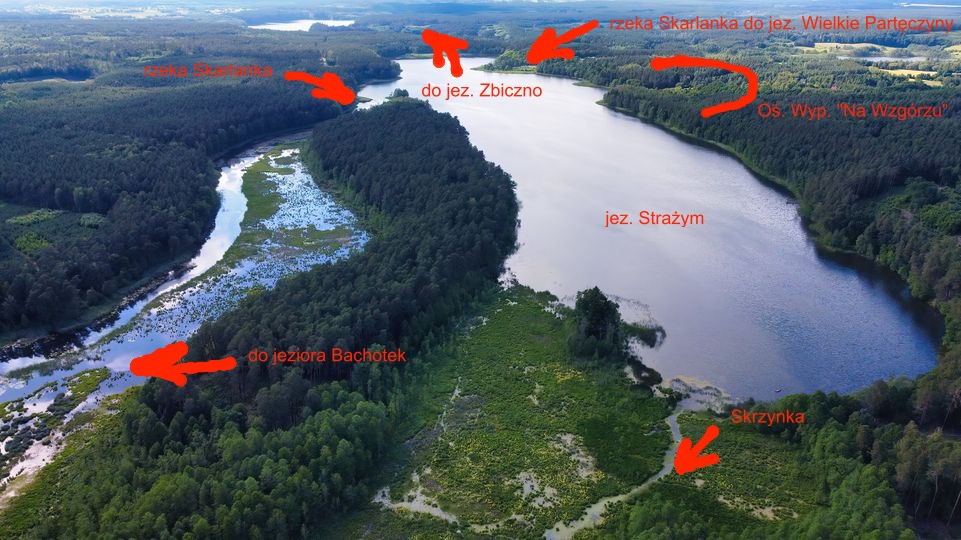 rzeka Skarlanka do jez. Wielkie Partęczyny
rzeka Skarlanka
do jez. Zbiczno
Oś. Wyp. "Na Wzgórzu"
jez. Strażym
do jeziora Bachotek
Skrzynka